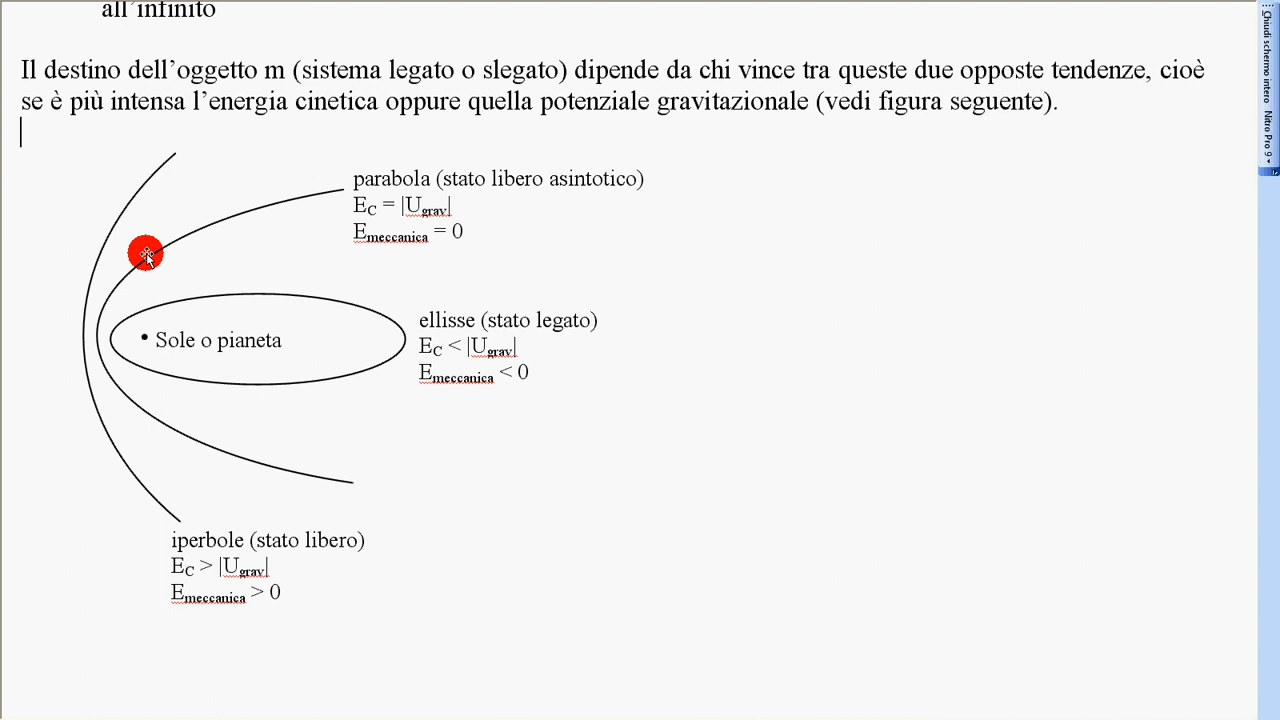 all’infinito
Il destino dell’oggetto m (sistema legato o slegato) dipende da chi vince tra queste due opposte tendenze, cioè
se è più intensa l’energia cinetica oppure quella potenziale gravitazionale (vedi figura seguente).
parabola (stato libero asintotico)
EC = |Ugrav|
Emeccanica = 0
ellisse (stato legato)
EC < |Ugrav|
Emeccanica < 0
• Sole o pianeta
iperbole (stato libero)
EC > |Ugrav|
Emeccanica > 0
Chiudi schermo intero
Nitro Pro 9